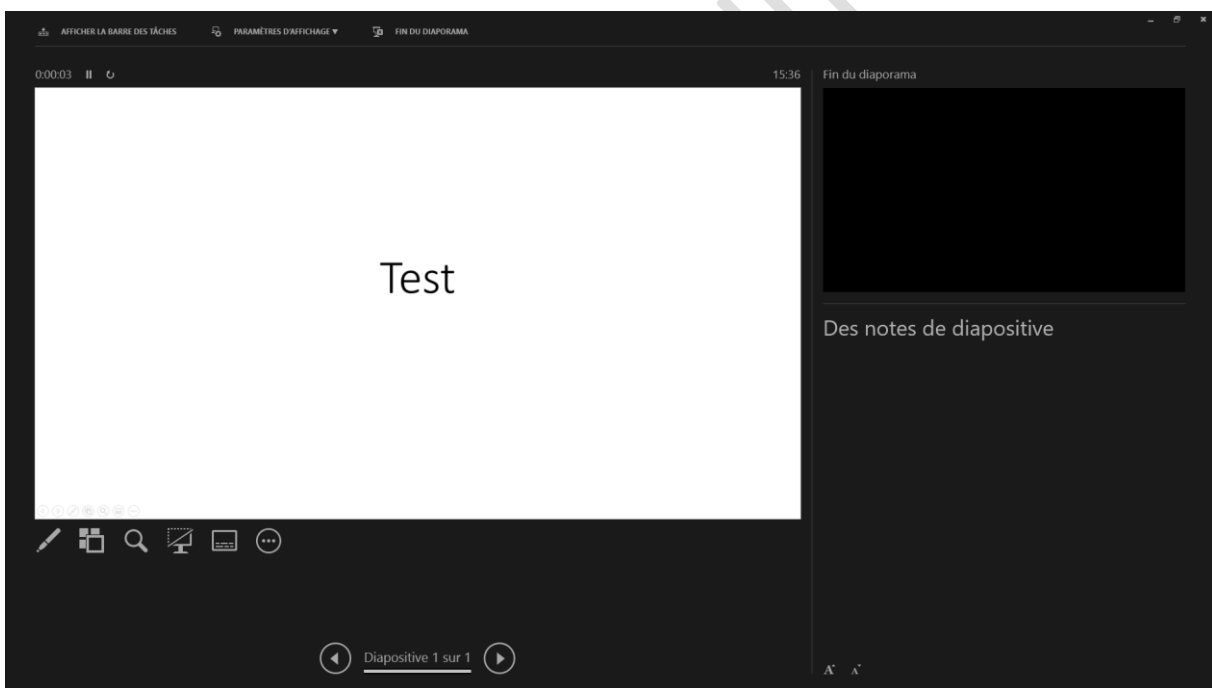 AFFICHER LA BARRE DES TÂCHES PARAMÈTRES D'AFFICHAGE ▼ FIN DU DIAPORAMA
0:00:03 15:36
Test
Diapositive 1 sur 1
Fin du diaporama
Des notes de diapositive
A A